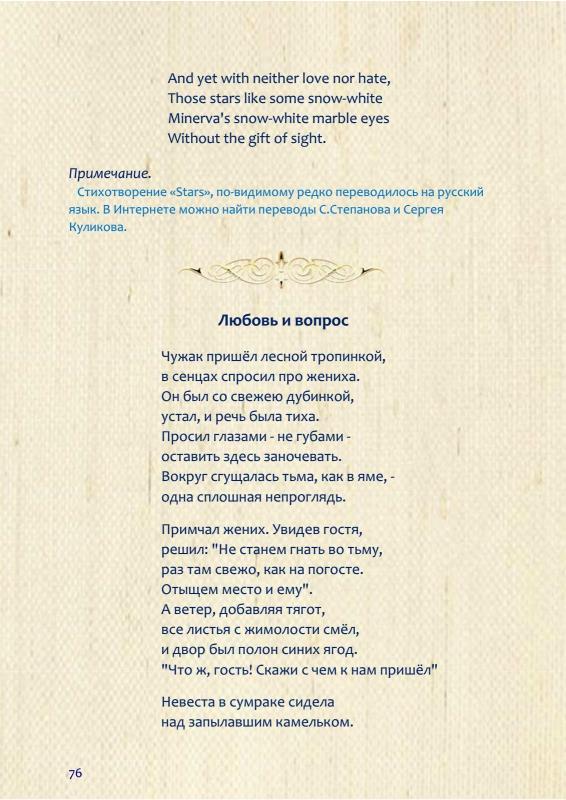 And yet with neither love nor hate,
Those stars like some snow-white
Minerva's snow-white marble eyes
Without the gift of sight.
Примечание.
Стихотворение «Stars», по-видимому редко переводилось на русский
язык. В Интернете можно найти переводы С.Степанова и Сергея
Куликова.
Любовь и вопрос
Чужак пришёл лесной тропинкой,
в сенцах спросил про жениха.
Он был со свежею дубинкой,
устал, и речь была тиха.
Просил глазами - не губами -
оставить здесь заночевать.
Вокруг сгущалась тьма, как в яме, -
одна сплошная непроглядь.
Примчал жених. Увидев гостя,
решил: "Не станем гнать во тьму,
раз там свежо, как на погосте.
Отыщем место и ему".
А ветер, добавляя тягот,
все листья с жимолости смёл,
и двор был полон синих ягод.
"Что ж, гость! Скажи с чем к нам пришёл"
Невеста в сумраке сидела
над запылавшим камельком.
76